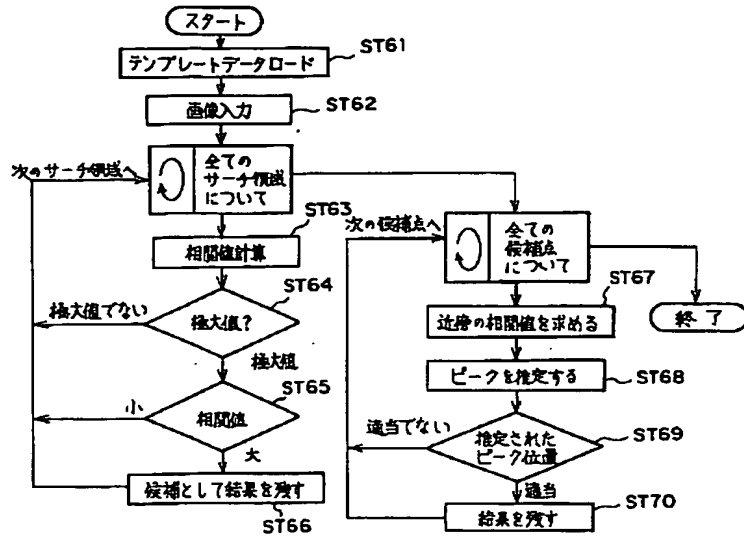 スタート
ST61
テンプレートデータロード
ST62
画像入力
次のサーチ領域へ
全ての
サーチ領域
について
ST63
相関値計算
ST64
極大値でない
極大値?
極大値
ST65
小
相関値
大
候補として結果を残す
ST66
次の候補点へ
全ての
候補点
について
終了
ST67
近傍の相関値を求める
ピークを推定する
ST68
適当でない
推定された
ピーク位置
ST69
適当
ST70
結果を残す